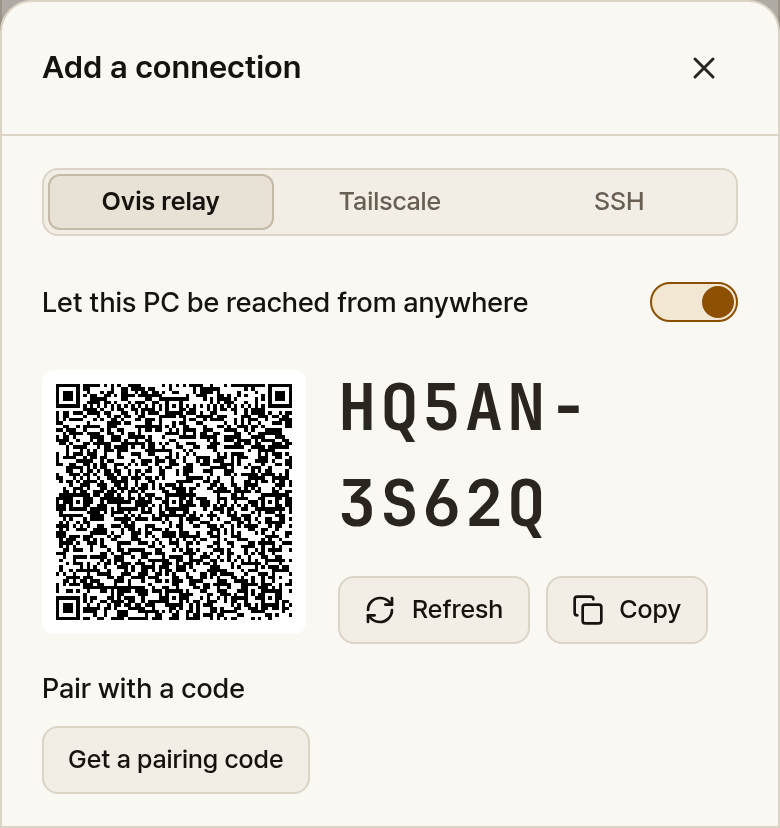 Add a connection
Ovis relay Tailscale SSH
Let this PC be reached from anywhere
HQ5AN-
3S62Q
Refresh Copy
Pair with a code
Get a pairing code